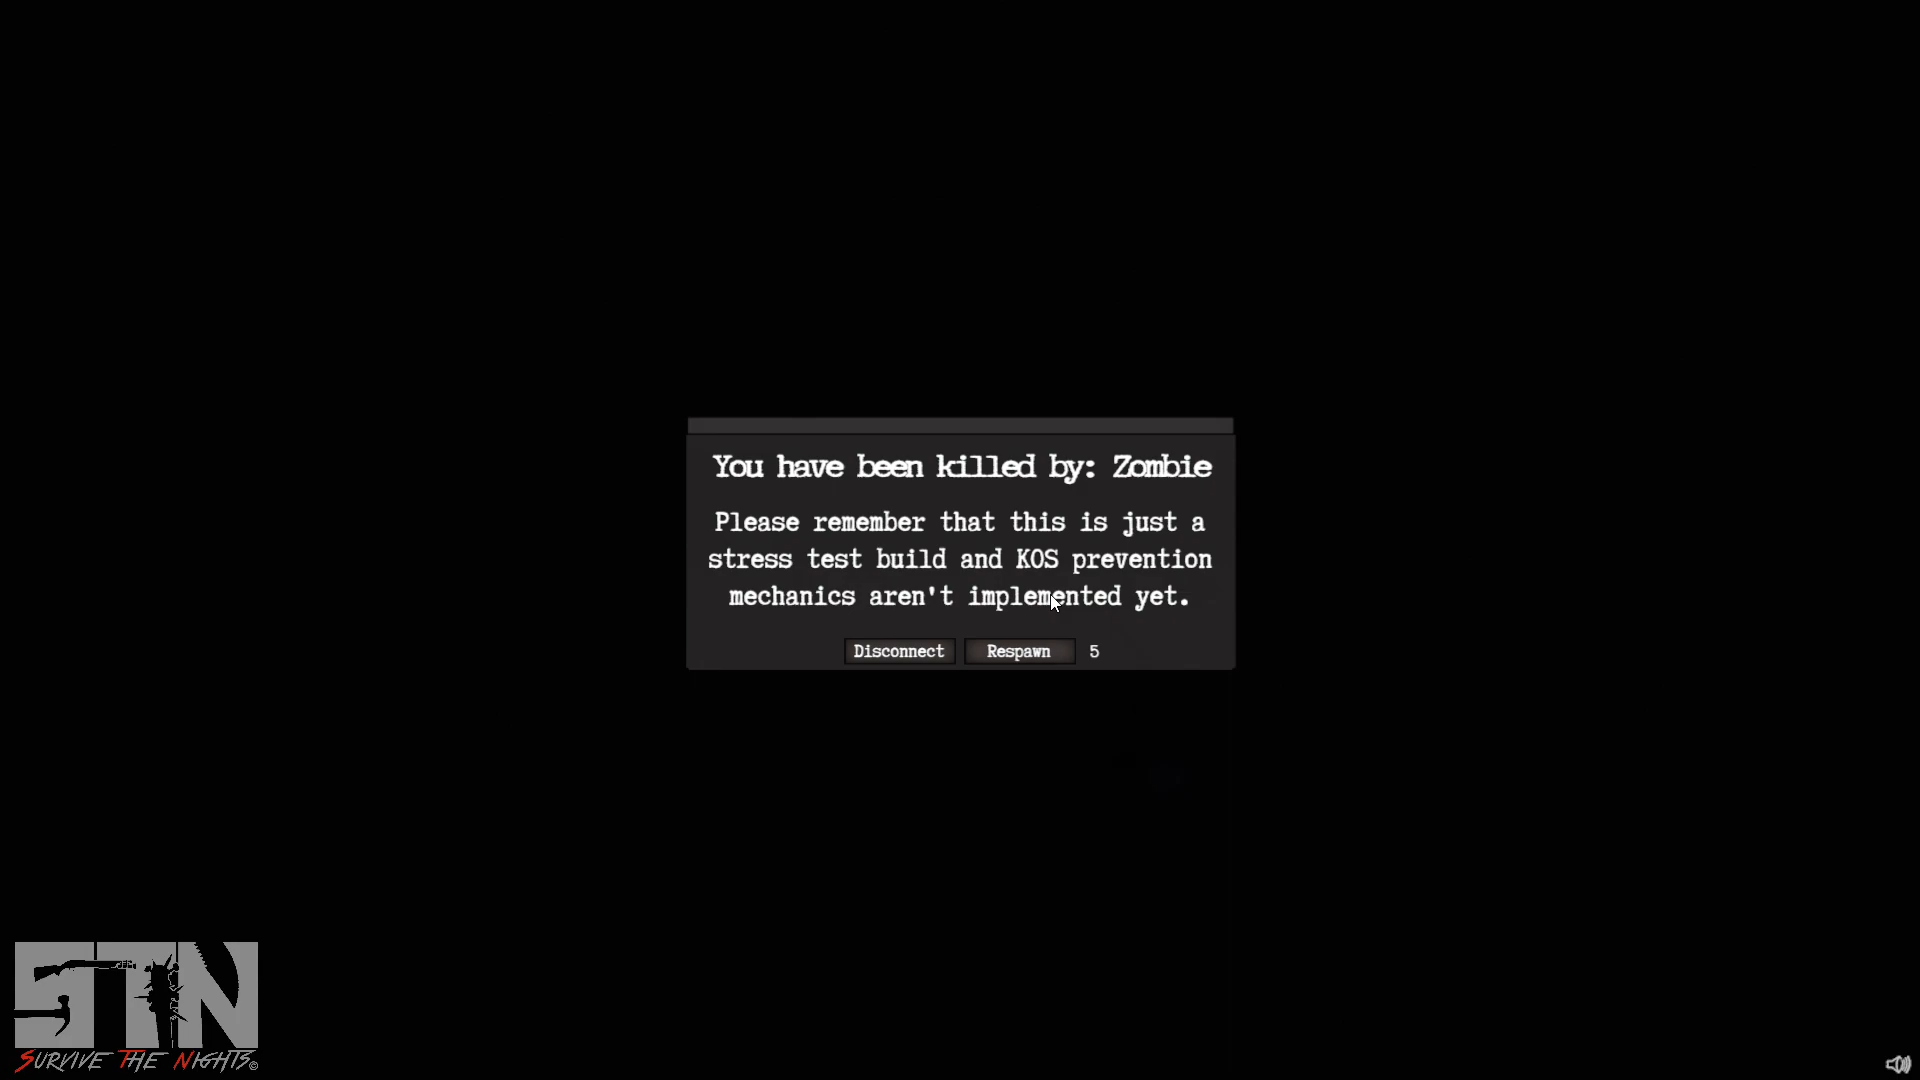 You have been killed by: Zombie
Please remember that this is just a
stress test build and KOS prevention
mechanics aren't implemented yet.
Disconnect Respawn 5
STN
SURVIVE THE NIGHTS©